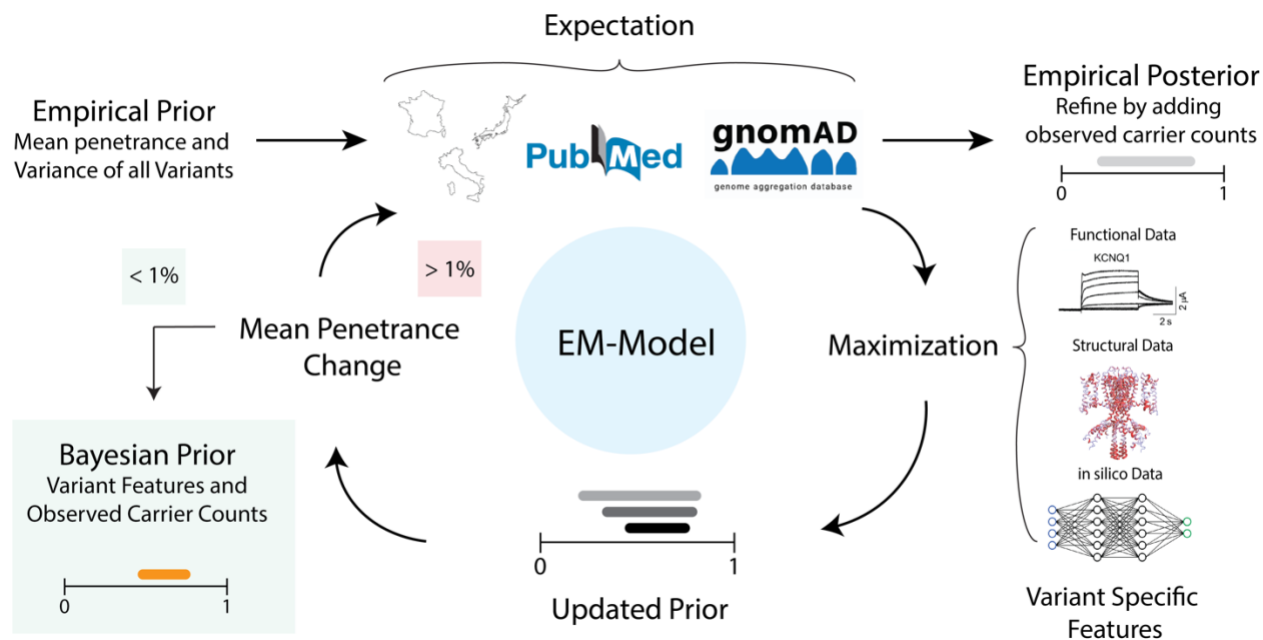 Expectation
Empirical Prior
Mean penetrance and
Variance of all Variants
PubMed
gnomAD
genome aggregation database
Empirical Posterior
Refine by adding
observed carrier counts
0
1
< 1%
> 1%
Mean Penetrance
Change
EM-Model
Maximization
Functional Data
KCNQ1
2 µA
2 s
Structural Data
in silico Data
Variant Specific
Features
Bayesian Prior
Variant Features and
Observed Carrier Counts
0
1
0
1
Updated Prior